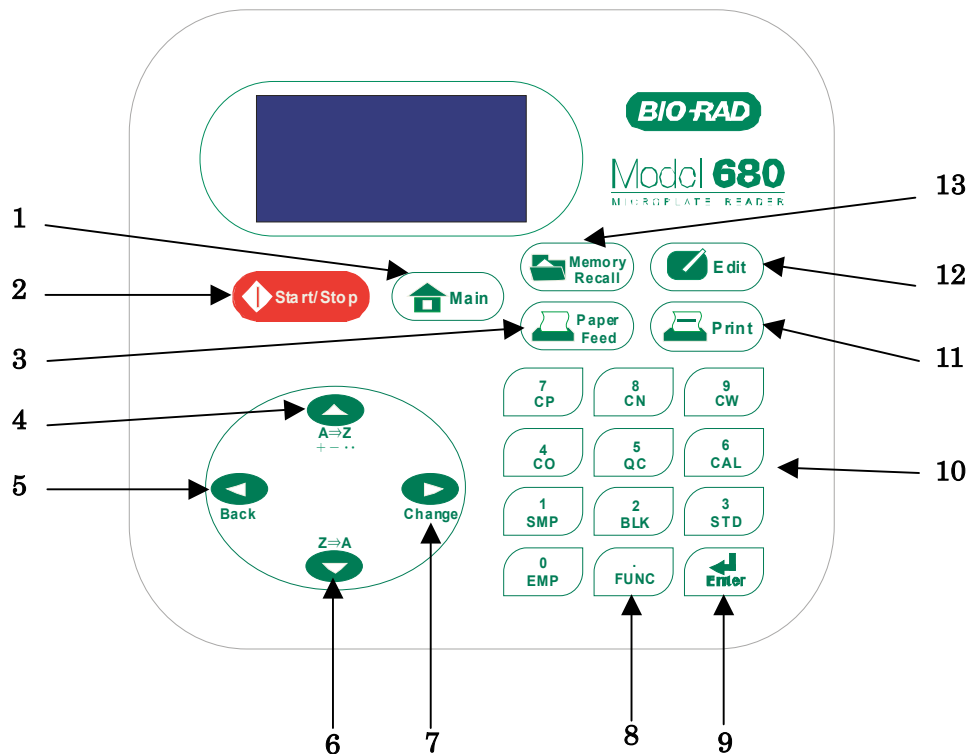 BIO-RAD
Model 680
MICROPLATE READER
13
1
Memory
Recall
Edit
12
2
Start/Stop
Main
3
Paper
Feed
Print
11
7
CP
8
CN
9
CW
4
A⇒Z
+ - · ·
4
CO
5
QC
6
CAL
10
5
Back
Change
1
SMP
2
BLK
3
STD
Z⇒A
0
EMP
.
FUNC
Enter
6
7
8
9